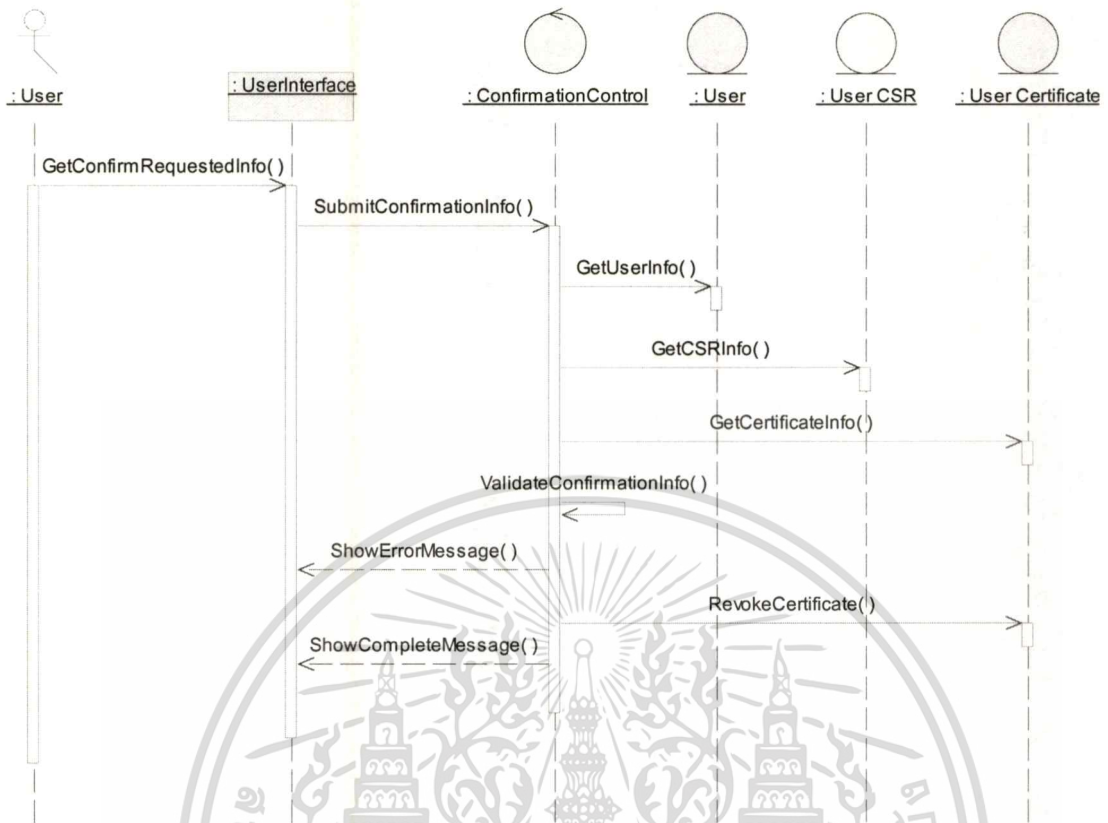 : User
: UserInterface
: ConfirmationControl
: User
: User CSR
: User Certificate
GetConfirmRequestedInfo( )
SubmitConfirmationInfo( )
GetUserInfo( )
GetCSRInfo( )
GetCertificateInfo( )
ValidateConfirmationInfo( )
ShowErrorMessage( )
RevokeCertificate( )
ShowCompleteMessage( )